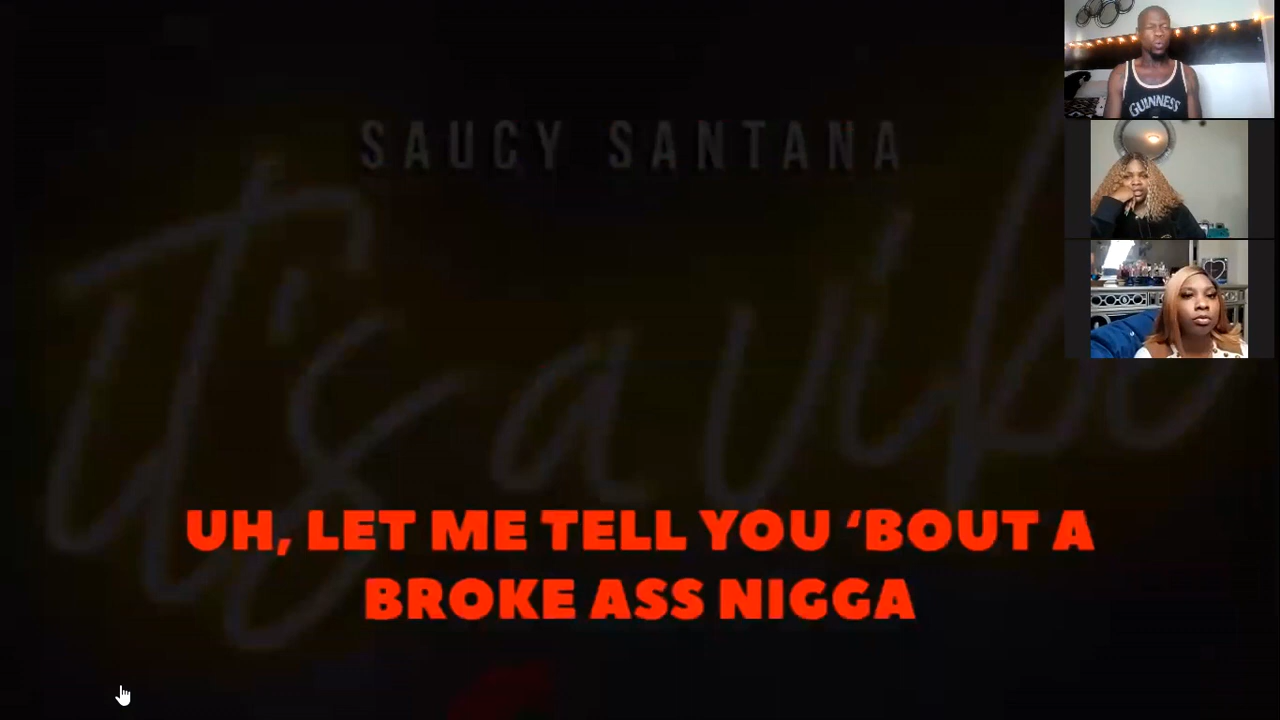 SAUCY SANTANA
it's a vibe
UH, LET ME TELL YOU ‘BOUT A
BROKE ASS NIGGA
GUINNESS